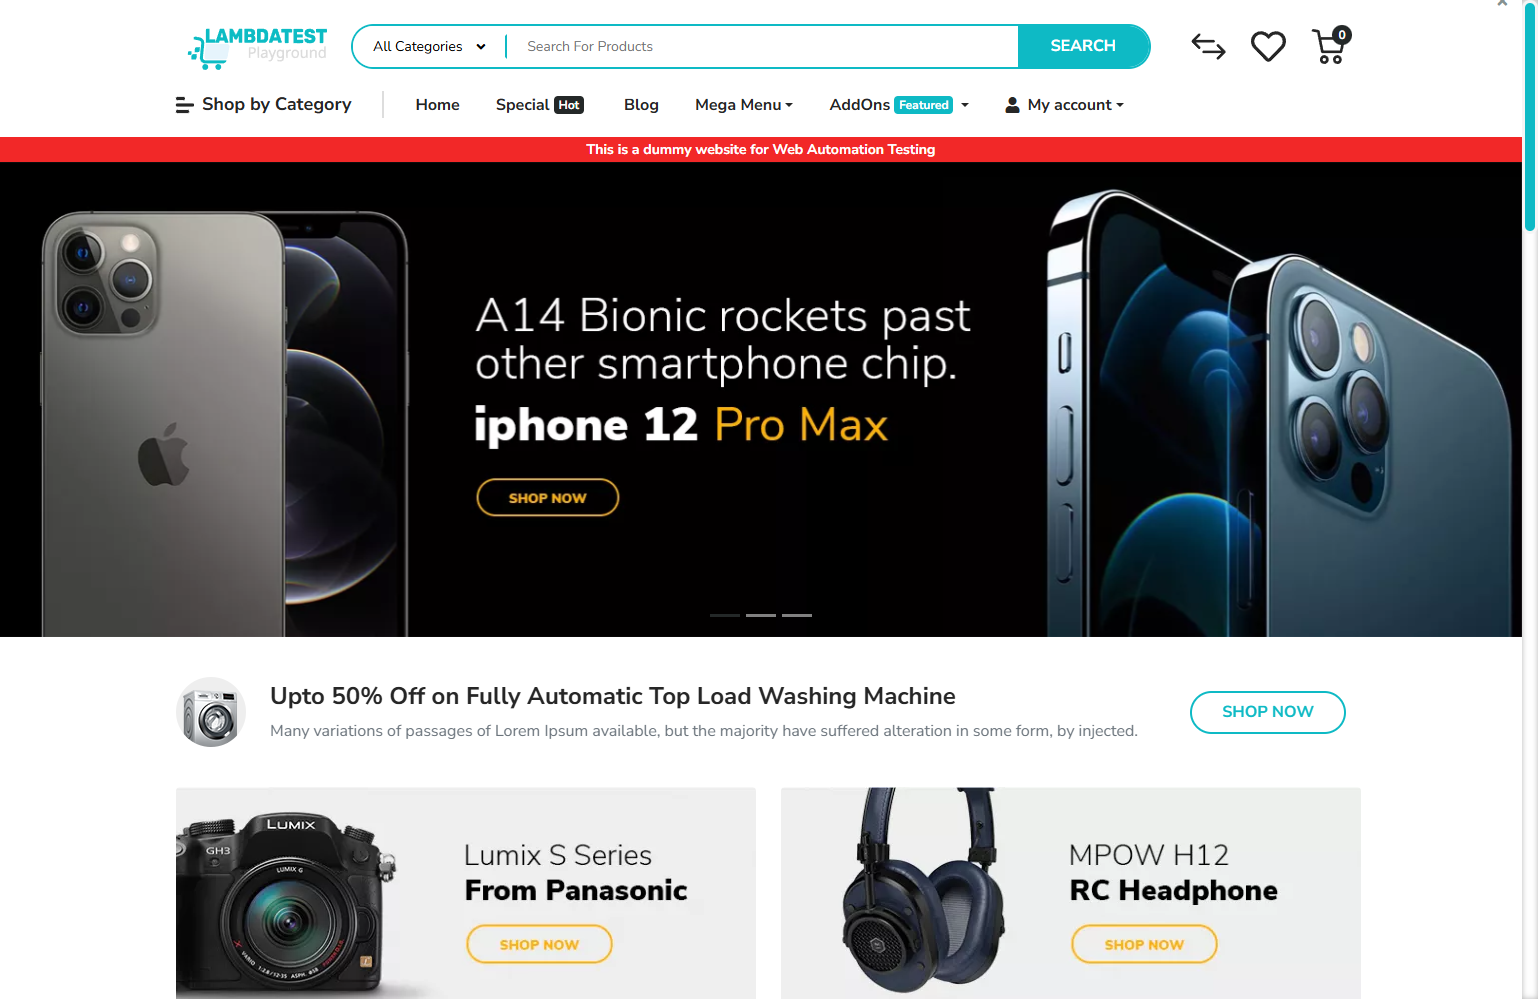 LAMBDATEST
Playground
All Categories
Search For Products
SEARCH
0
Shop by Category
Home
Special Hot
Blog
Mega Menu
AddOns Featured
My account
This is a dummy website for Web Automation Testing
A14 Bionic rockets past
other smartphone chip.
iphone 12 Pro Max
SHOP NOW
Upto 50% Off on Fully Automatic Top Load Washing Machine
Many variations of passages of Lorem Ipsum available, but the majority have suffered alteration in some form, by injected.
SHOP NOW
LUMIX
GH3
LUMIX G
Lumix S Series
From Panasonic
SHOP NOW
MPOW H12
RC Headphone
SHOP NOW